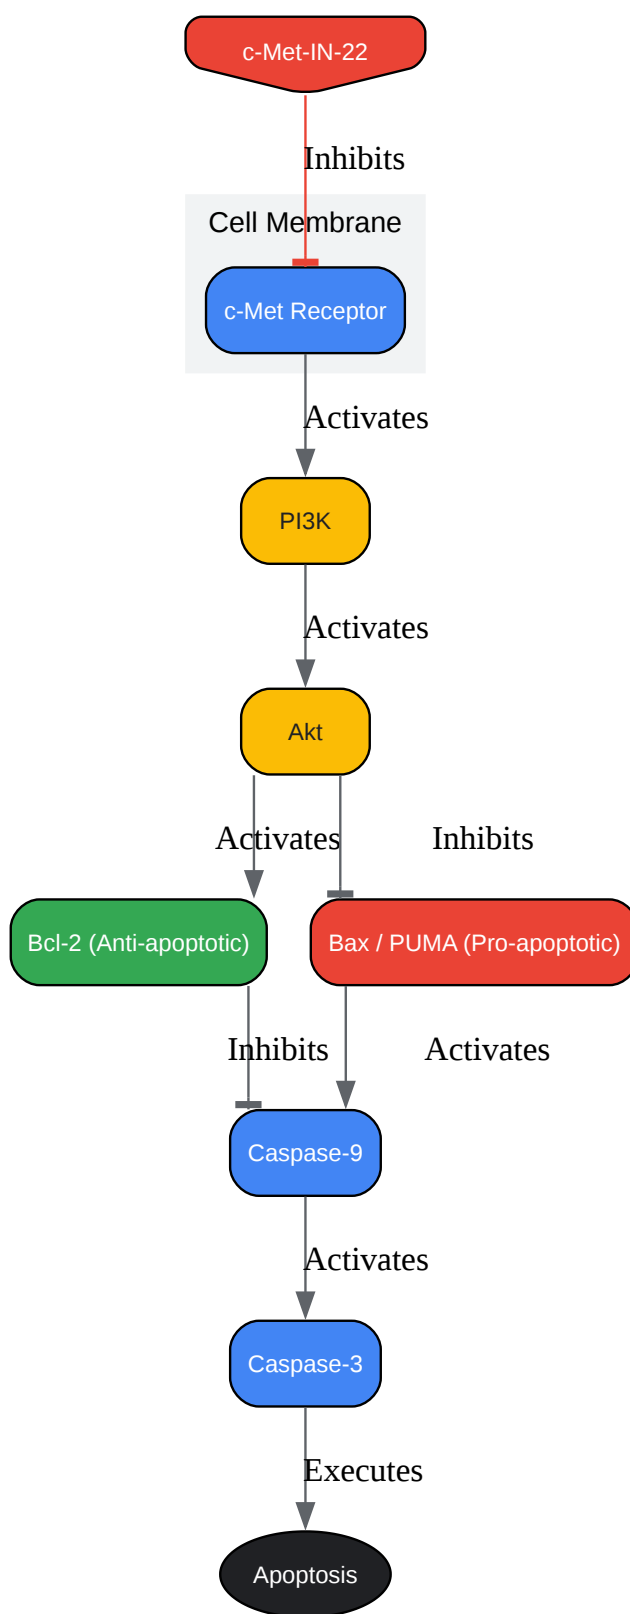 c-Met-IN-22
Inhibits
Cell Membrane
c-Met Receptor
Activates
PI3K
Activates
Akt
Activates
Inhibits
Bcl-2 (Anti-apoptotic)
Bax / PUMA (Pro-apoptotic)
Inhibits
Activates
Caspase-9
Activates
Caspase-3
Executes
Apoptosis